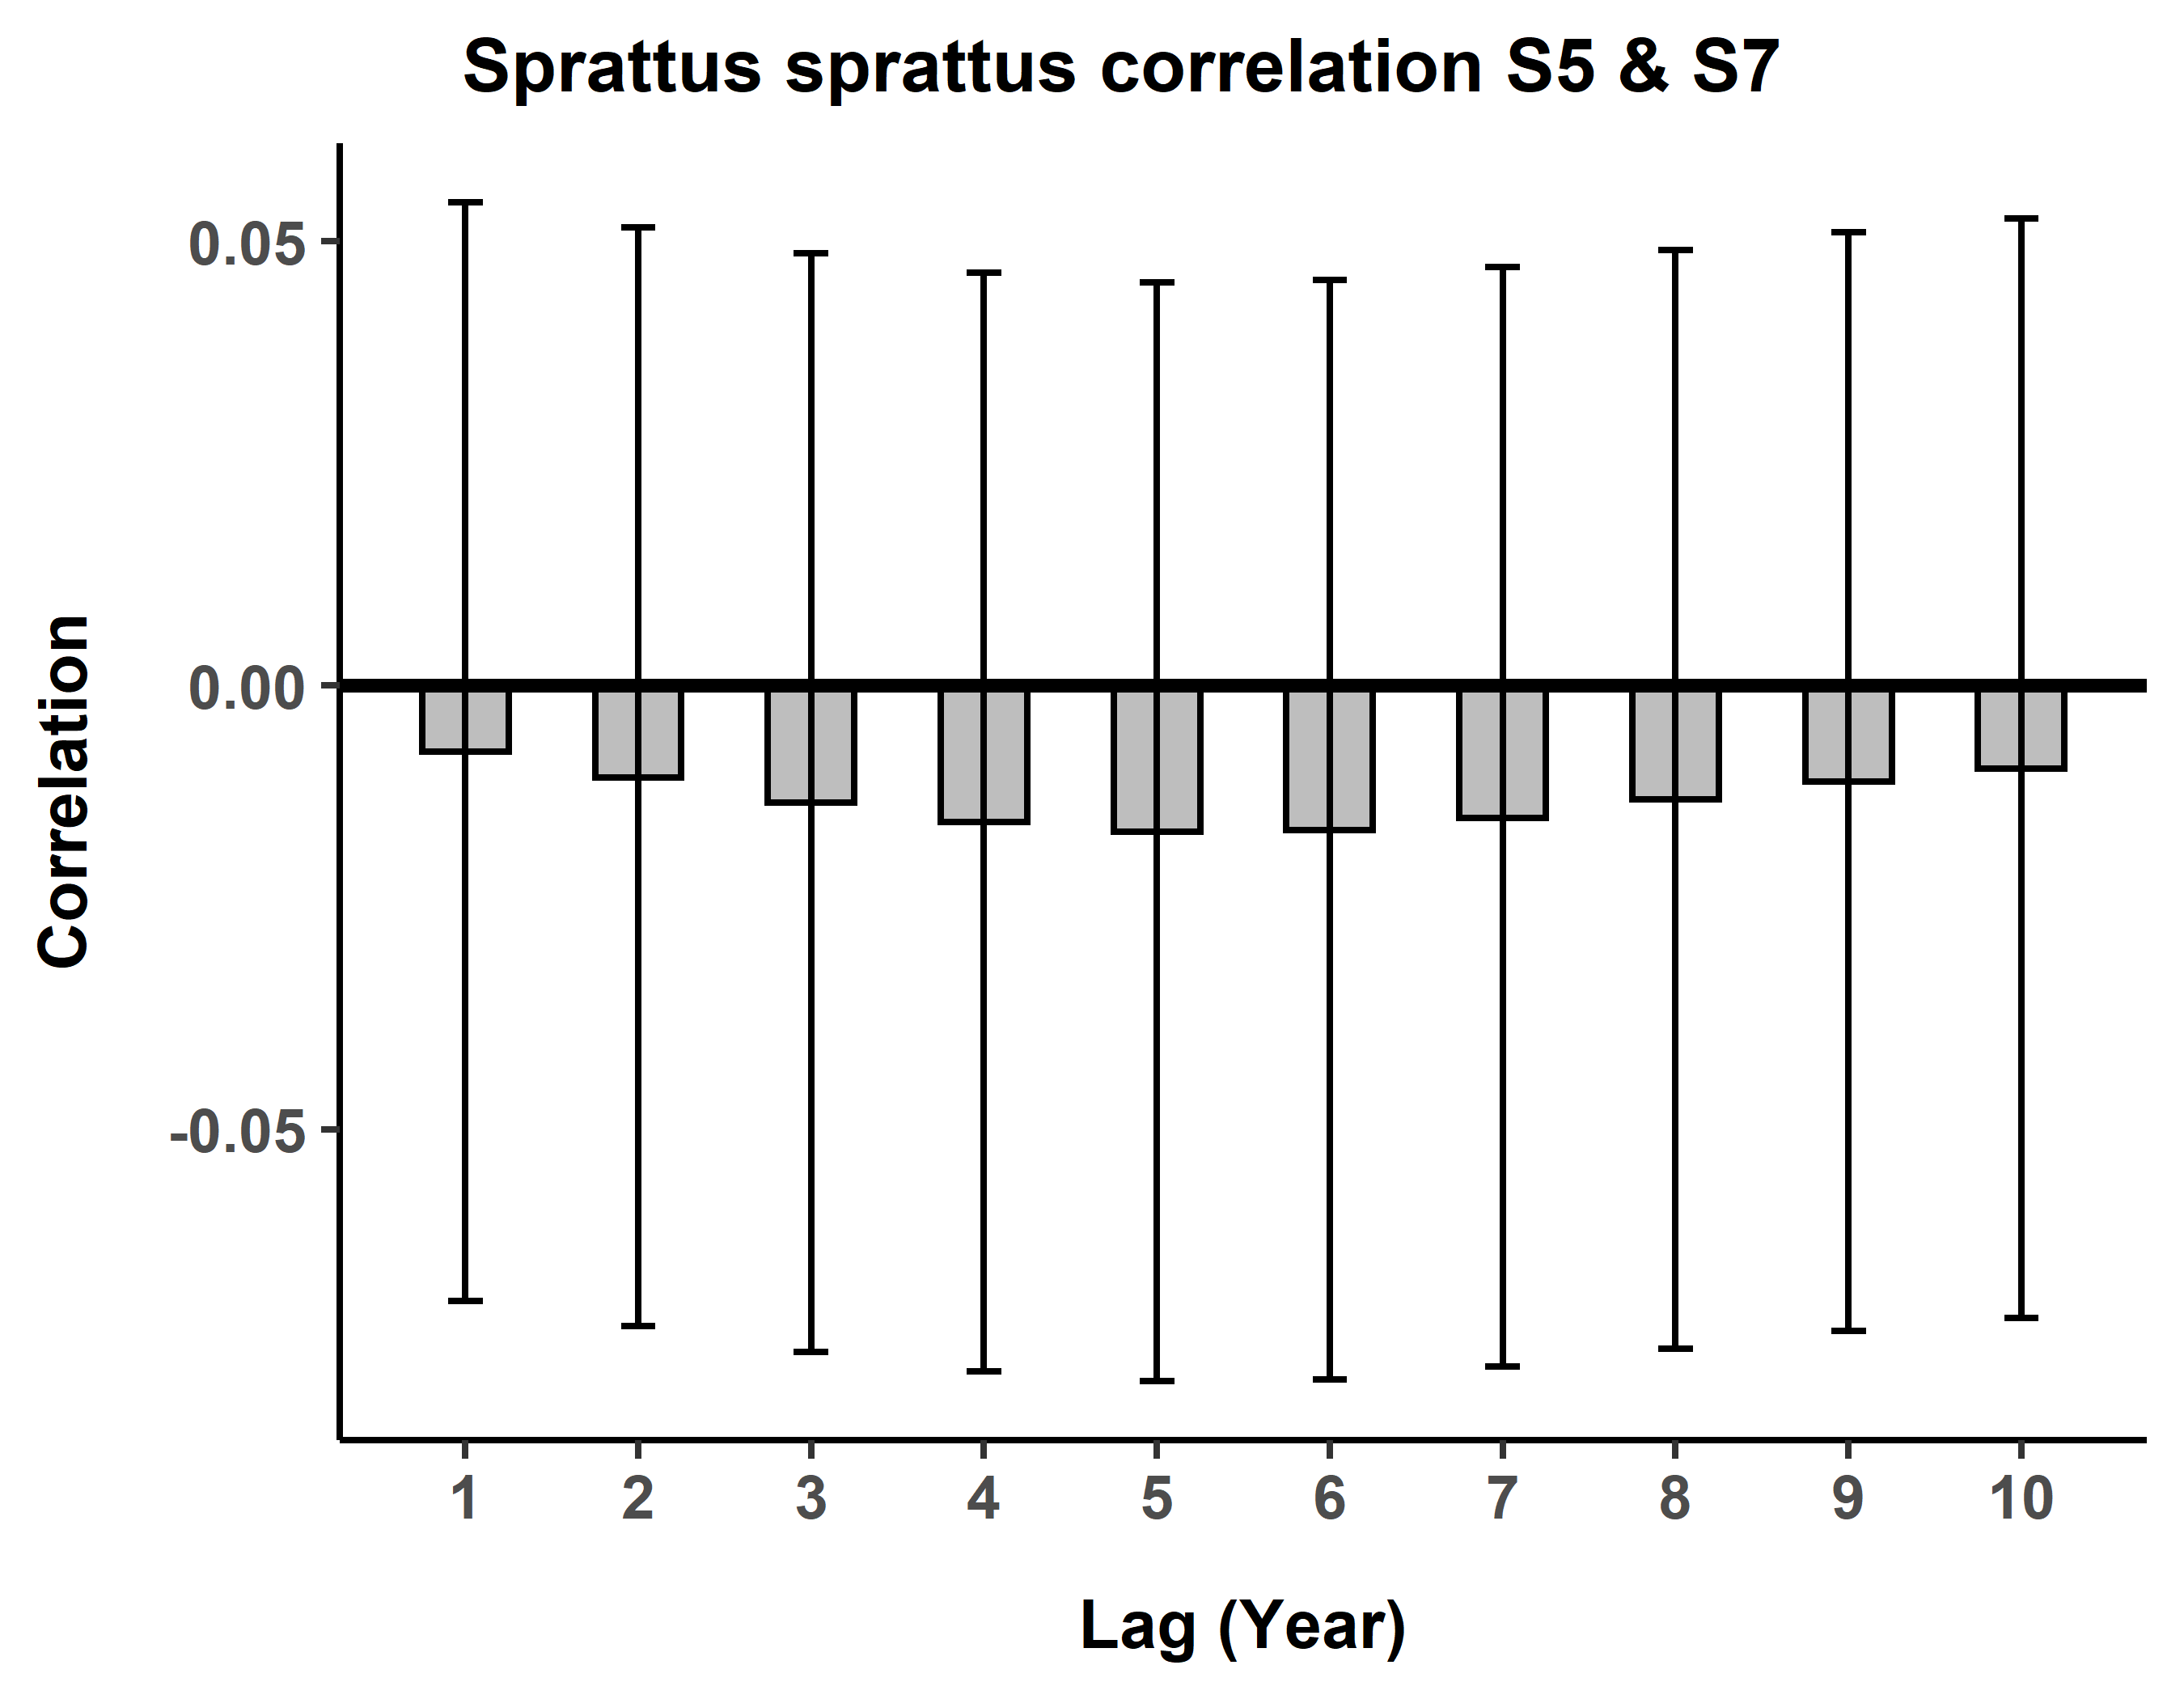 Sprattus sprattus correlation S5 & S7
0.05
0.00
-0.05
Correlation
1 2 3 4 5 6 7 8 9 10
Lag (Year)